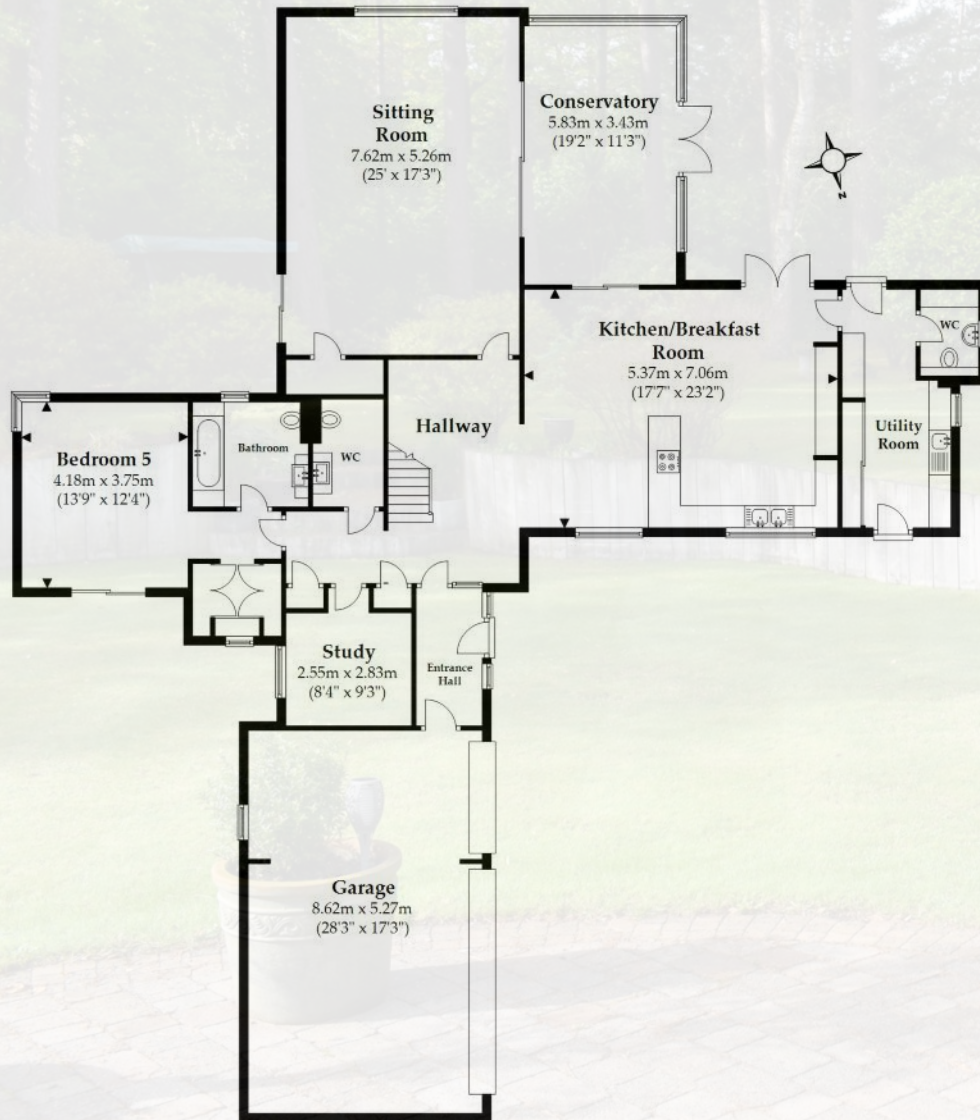 Sitting
Room
7.62m x 5.26m
(25' x 17'3")
Conservatory
5.83m x 3.43m
(19'2" x 11'3")
N
Kitchen/Breakfast
Room
5.37m x 7.06m
(17'7" x 23'2")
WC
Hallway
Utility
Room
Bathroom
WC
Bedroom 5
4.18m x 3.75m
(13'9" x 12'4")
Study
2.55m x 2.83m
(8'4" x 9'3")
Entrance
Hall
Garage
8.62m x 5.27m
(28'3" x 17'3")